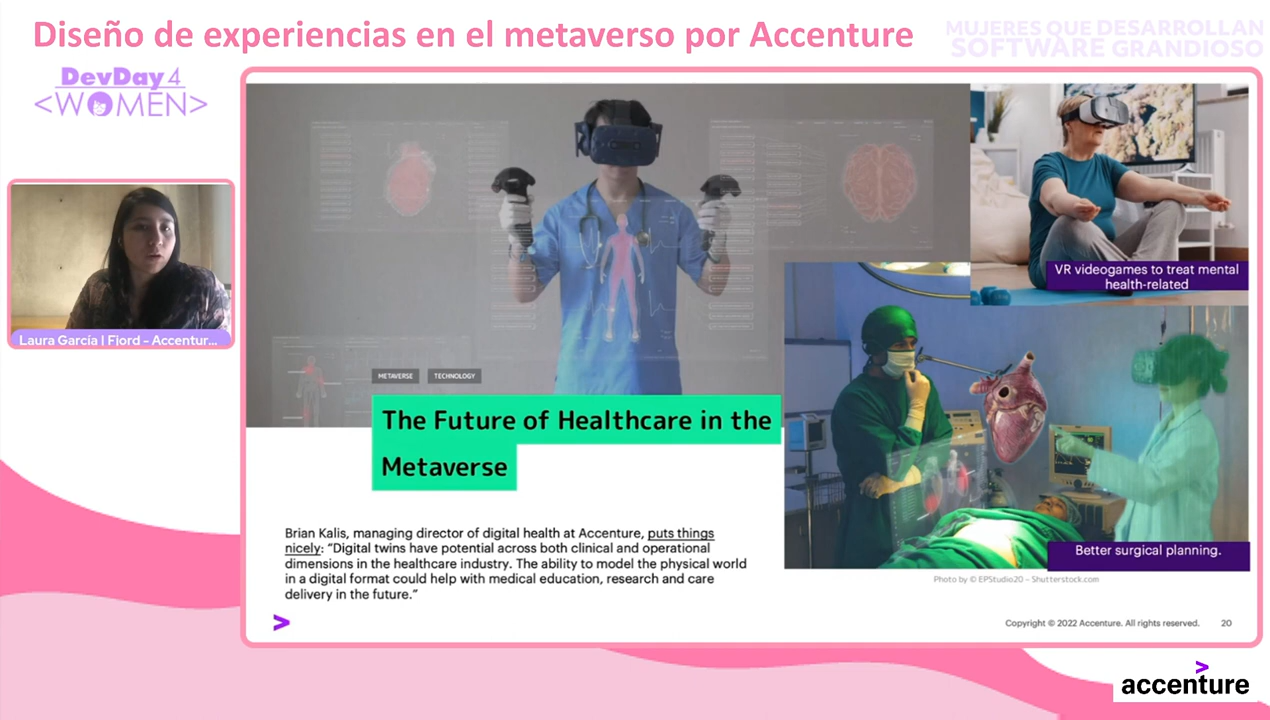 Diseño de experiencias en el metaverso por Accenture
MUJERES QUE DESARROLLAN
SOFTWARE GRANDIOSO
DevDay4
<WOMEN>
Laura García | Fjord - Accentur...
VR videogames to treat mental
health-related
METAVERSE
TECHNOLOGY
The Future of Healthcare in the
Metaverse
Brian Kalis, managing director of digital health at Accenture, puts things
nicely: “Digital twins have potential across both clinical and operational
dimensions in the healthcare industry. The ability to model the physical world
in a digital format could help with medical education, research and care
delivery in the future.”
Better surgical planning.
Photo by © EPStudio20 – Shutterstock.com
Copyright © 2022 Accenture. All rights reserved.
20
accenture